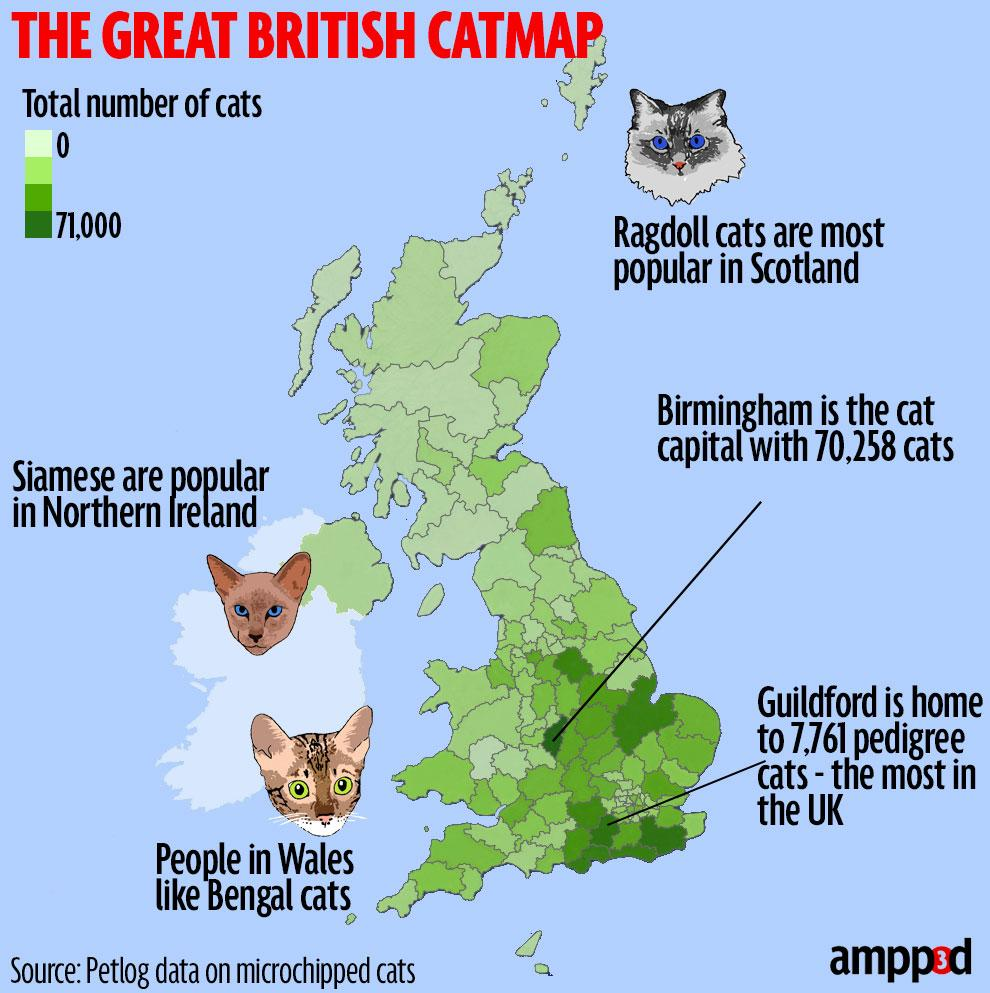 THE GREAT BRITISH CATMAP
Total number of cats
0
71,000
Ragdoll cats are most
popular in Scotland
Birmingham is the cat
capital with 70,258 cats
Siamese are popular
in Northern Ireland
Guildford is home
to 7,761 pedigree
cats - the most in
the UK
People in Wales
like Bengal cats
Source: Petlog data on microchipped cats
ampp3d